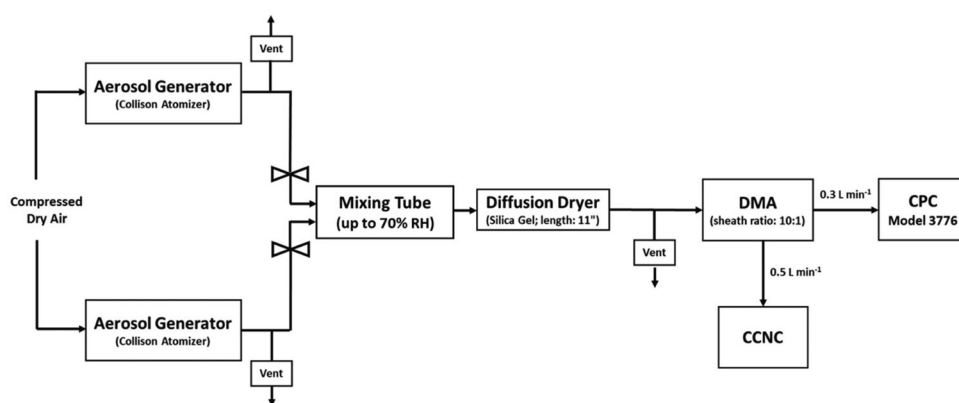 Vent
Aerosol Generator
(Collison Atomizer)
Compressed
Dry Air
Mixing Tube
(up to 70% RH)
Diffusion Dryer
(Silica Gel; length: 11")
Vent
DMA
(sheath ratio: 10:1)
0.3 L min⁻¹
CPC
Model 3776
0.5 L min⁻¹
CCNC
Aerosol Generator
(Collison Atomizer)
Vent